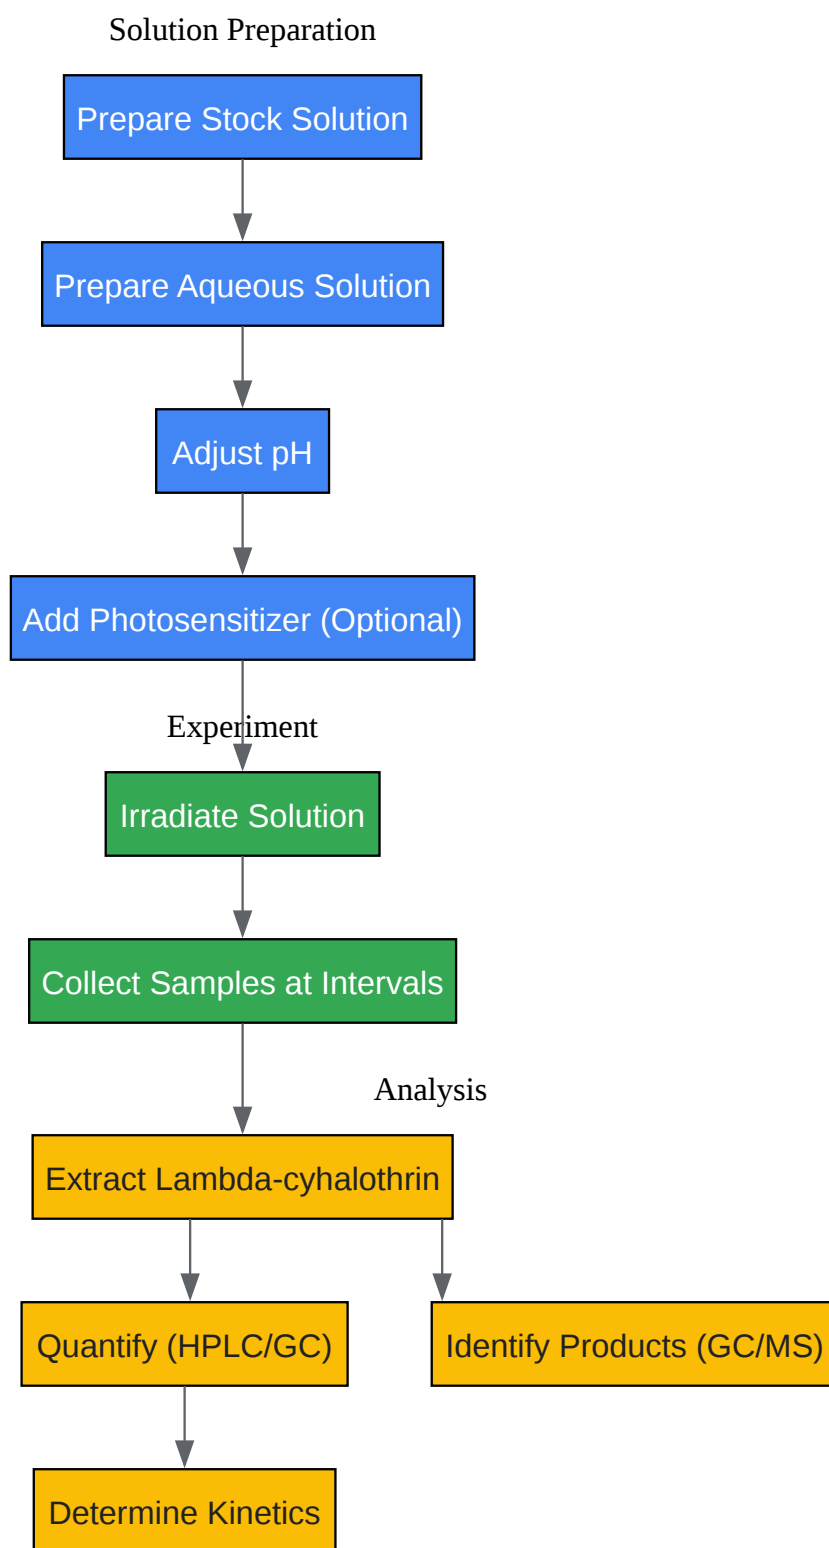 Solution Preparation
Prepare Stock Solution
Prepare Aqueous Solution
Adjust pH
Add Photosensitizer (Optional)
Experiment
Irradiate Solution
Collect Samples at Intervals
Analysis
Extract Lambda-cyhalothrin
Quantify (HPLC/GC)
Identify Products (GC/MS)
Determine Kinetics